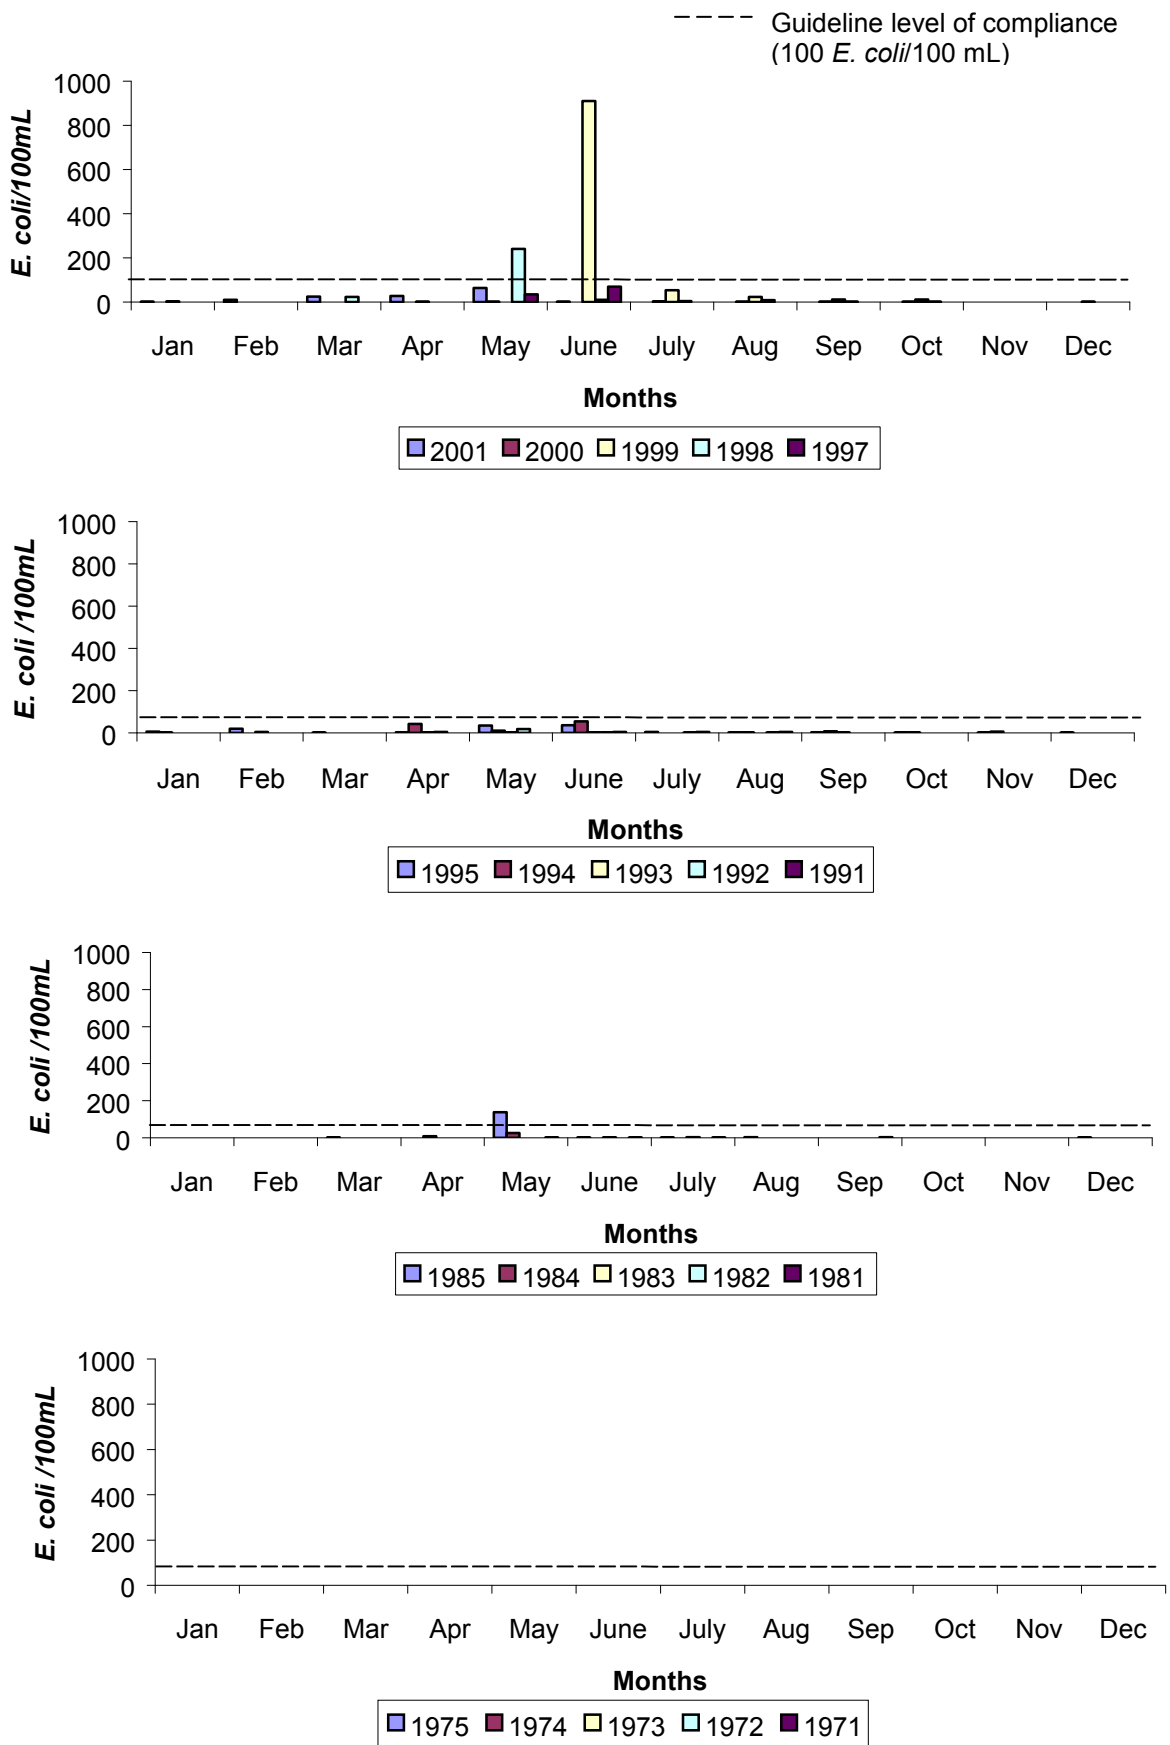 Guideline level of compliance
(100 E. coli/100 mL)
E. coli/100mL
1000
800
600
400
200
0
Jan Feb Mar Apr May June July Aug Sep Oct Nov Dec
Months
2001 2000 1999 1998 1997
E. coli /100mL
1000
800
600
400
200
0
Jan Feb Mar Apr May June July Aug Sep Oct Nov Dec
Months
1995 1994 1993 1992 1991
E. coli /100mL
1000
800
600
400
200
0
Jan Feb Mar Apr May June July Aug Sep Oct Nov Dec
Months
1985 1984 1983 1982 1981
E. coli /100mL
1000
800
600
400
200
0
Jan Feb Mar Apr May June July Aug Sep Oct Nov Dec
Months
1975 1974 1973 1972 1971